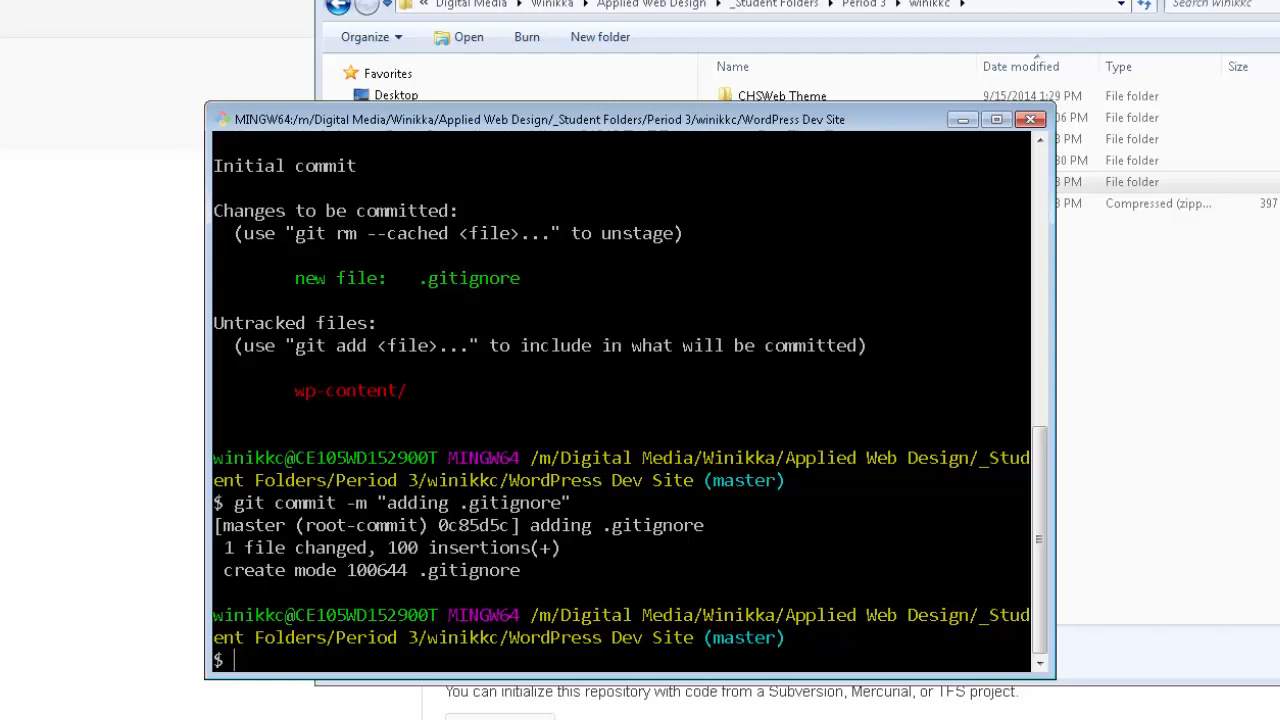 Digital Media ▸ Winikka ▸ Applied Web Design ▸ _Student Folders ▸ Period 3 ▸ winikkc ▸
Search winikkc
Organize Open Burn New folder
Favorites
Desktop
Name Date modified Type Size
CHSWeb Theme 9/15/2014 1:29 PM File folder
06 PM File folder
PM File folder
30 PM File folder
PM File folder
PM Compressed (zipp... 397
MINGW64:/m/Digital Media/Winikka/Applied Web Design/_Student Folders/Period 3/winikkc/WordPress Dev Site
Initial commit
Changes to be committed:
(use "git rm --cached <file>..." to unstage)
new file: .gitignore
Untracked files:
(use "git add <file>..." to include in what will be committed)
wp-content/
winikkc@CE105WD152900T MINGW64 /m/Digital Media/Winikka/Applied Web Design/_Stud
ent Folders/Period 3/winikkc/WordPress Dev Site (master)
$ git commit -m "adding .gitignore"
[master (root-commit) 0c85d5c] adding .gitignore
1 file changed, 100 insertions(+)
create mode 100644 .gitignore
winikkc@CE105WD152900T MINGW64 /m/Digital Media/Winikka/Applied Web Design/_Stud
ent Folders/Period 3/winikkc/WordPress Dev Site (master)
$
You can initialize this repository with code from a Subversion, Mercurial, or TFS project.